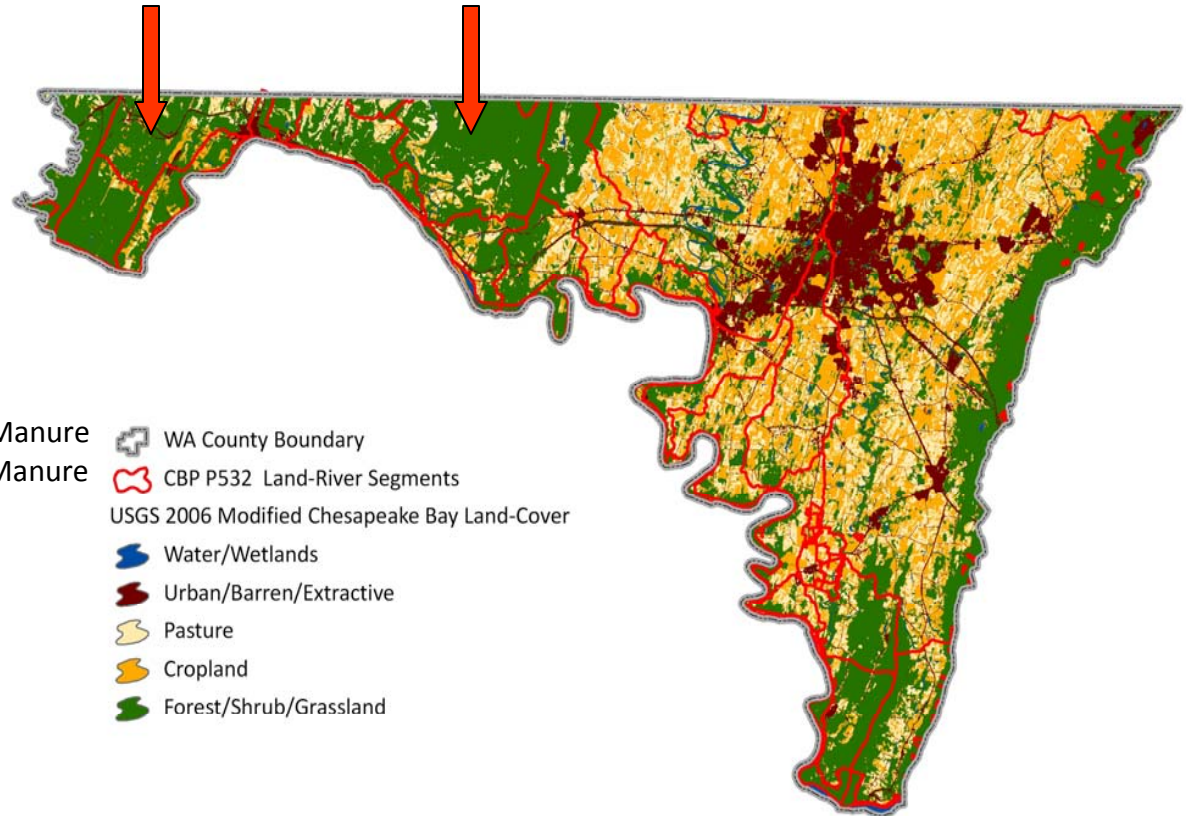 Manure
Manure
WA County Boundary
CBP P532 Land-River Segments
USGS 2006 Modified Chesapeake Bay Land-Cover
Water/Wetlands
Urban/Barren/Extractive
Pasture
Cropland
Forest/Shrub/Grassland